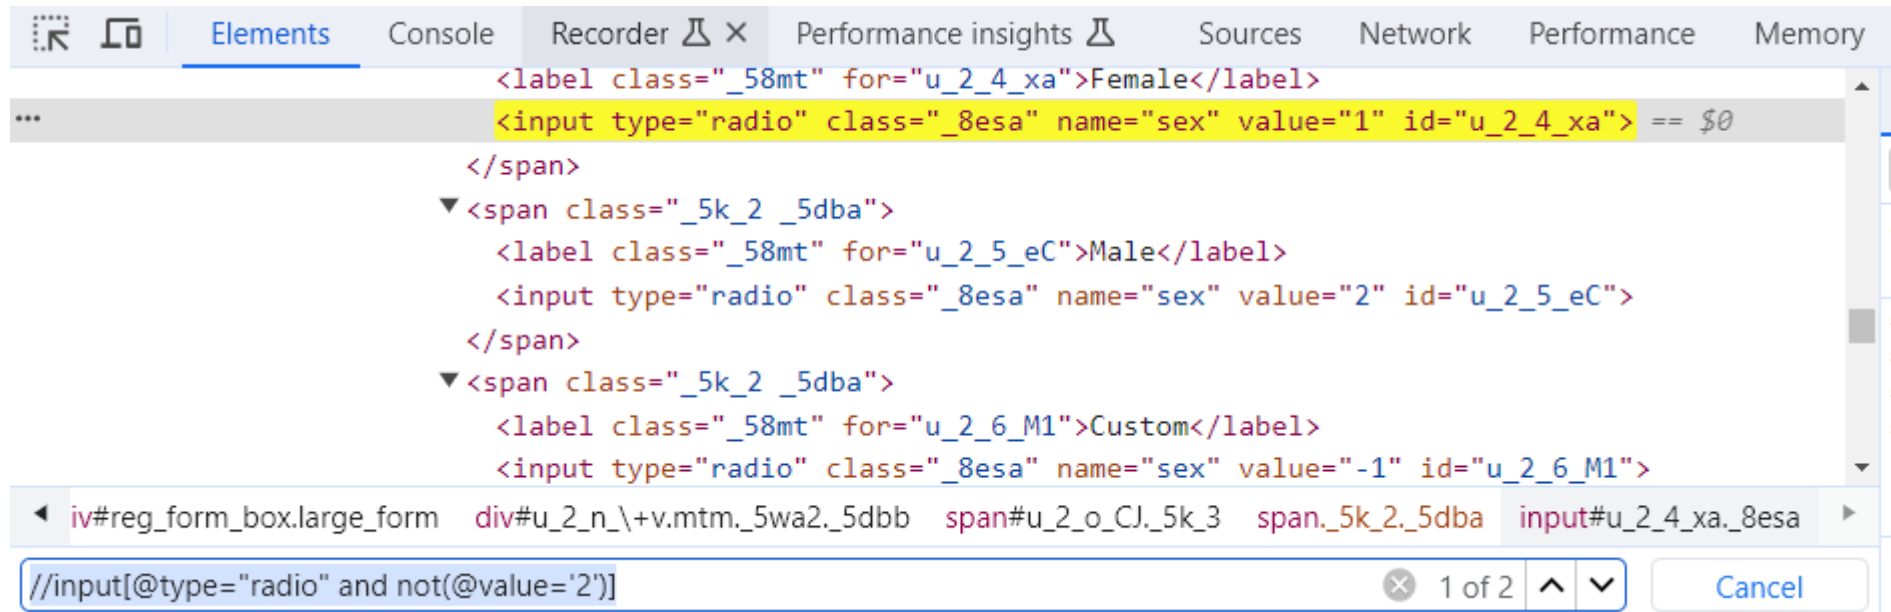 Elements Console Recorder Performance insights Sources Network Performance Memory
<label class="_58mt" for="u_2_4_xa">Female</label>
... <input type="radio" class="_8esa" name="sex" value="1" id="u_2_4_xa"> == $0
</span>
<span class="_5k_2 _5dba">
<label class="_58mt" for="u_2_5_eC">Male</label>
<input type="radio" class="_8esa" name="sex" value="2" id="u_2_5_eC">
</span>
<span class="_5k_2 _5dba">
<label class="_58mt" for="u_2_6_M1">Custom</label>
<input type="radio" class="_8esa" name="sex" value="-1" id="u_2_6_M1">
iv#reg_form_box.large_form div#u_2_n_\+v.mtm._5wa2._5dbb span#u_2_o_CJ._5k_3 span._5k_2._5dba input#u_2_4_xa._8esa
//input[@type="radio" and not(@value='2')] 1 of 2 Cancel